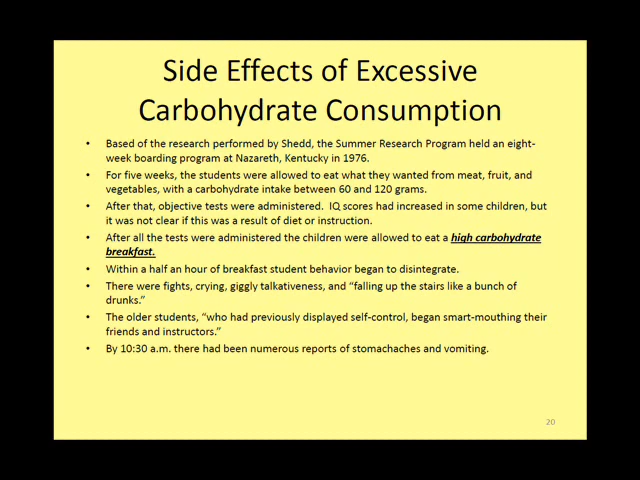 Side Effects of Excessive
Carbohydrate Consumption
• Based of the research performed by Shedd, the Summer Research Program held an eight-
week boarding program at Nazareth, Kentucky in 1976.
• For five weeks, the students were allowed to eat what they wanted from meat, fruit, and
vegetables, with a carbohydrate intake between 60 and 120 grams.
• After that, objective tests were administered. IQ scores had increased in some children, but
it was not clear if this was a result of diet or instruction.
• After all the tests were administered the children were allowed to eat a high carbohydrate
breakfast.
• Within a half an hour of breakfast student behavior began to disintegrate.
• There were fights, crying, giggly talkativeness, and “falling up the stairs like a bunch of
drunks.”
• The older students, “who had previously displayed self-control, began smart-mouthing their
friends and instructors.”
• By 10:30 a.m. there had been numerous reports of stomachaches and vomiting.
20